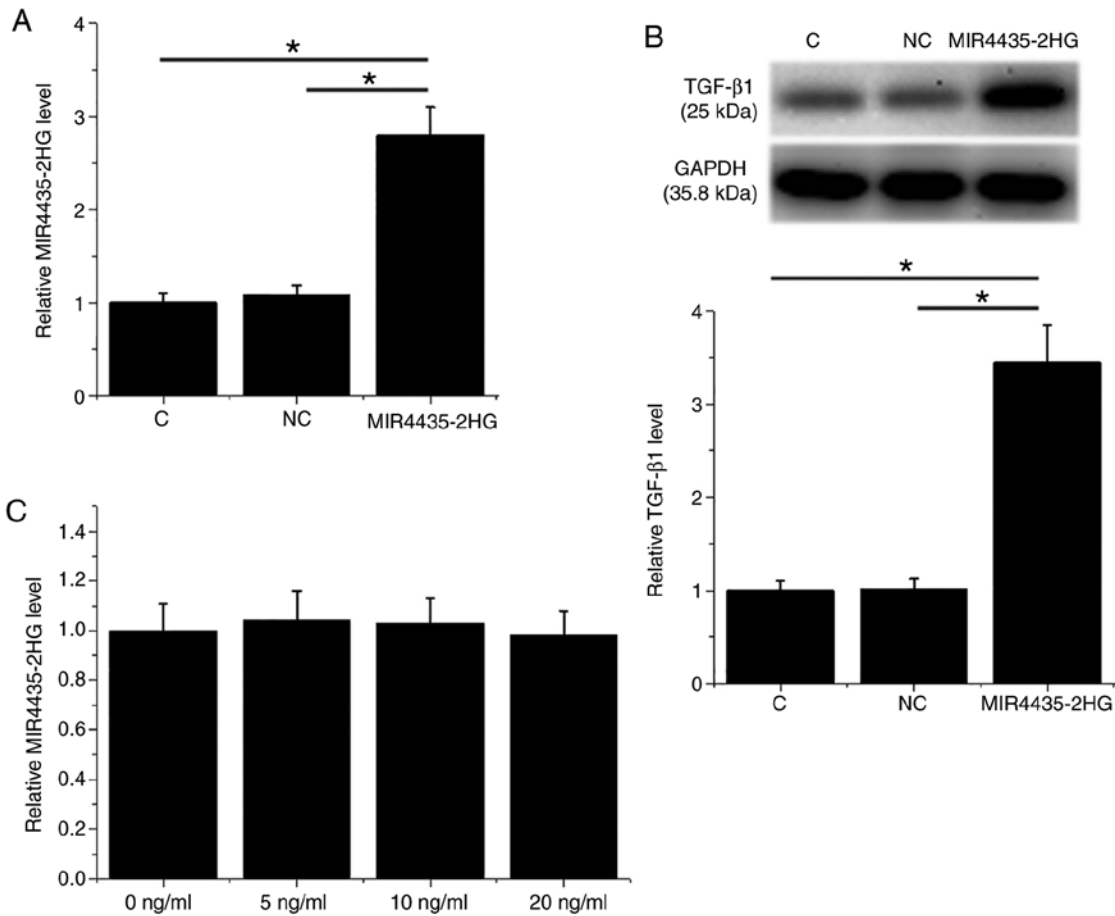 A
Relative MIR4435-2HG level
4
3
2
1
0
*
*
C NC MIR4435-2HG
B
C NC MIR4435-2HG
TGF-β1
(25 kDa)
GAPDH
(35.8 kDa)
Relative TGF-β1 level
4
3
2
1
0
*
*
C NC MIR4435-2HG
C
Relative MIR4435-2HG level
1.4
1.2
1.0
0.8
0.6
0.4
0.2
0.0
0 ng/ml 5 ng/ml 10 ng/ml 20 ng/ml